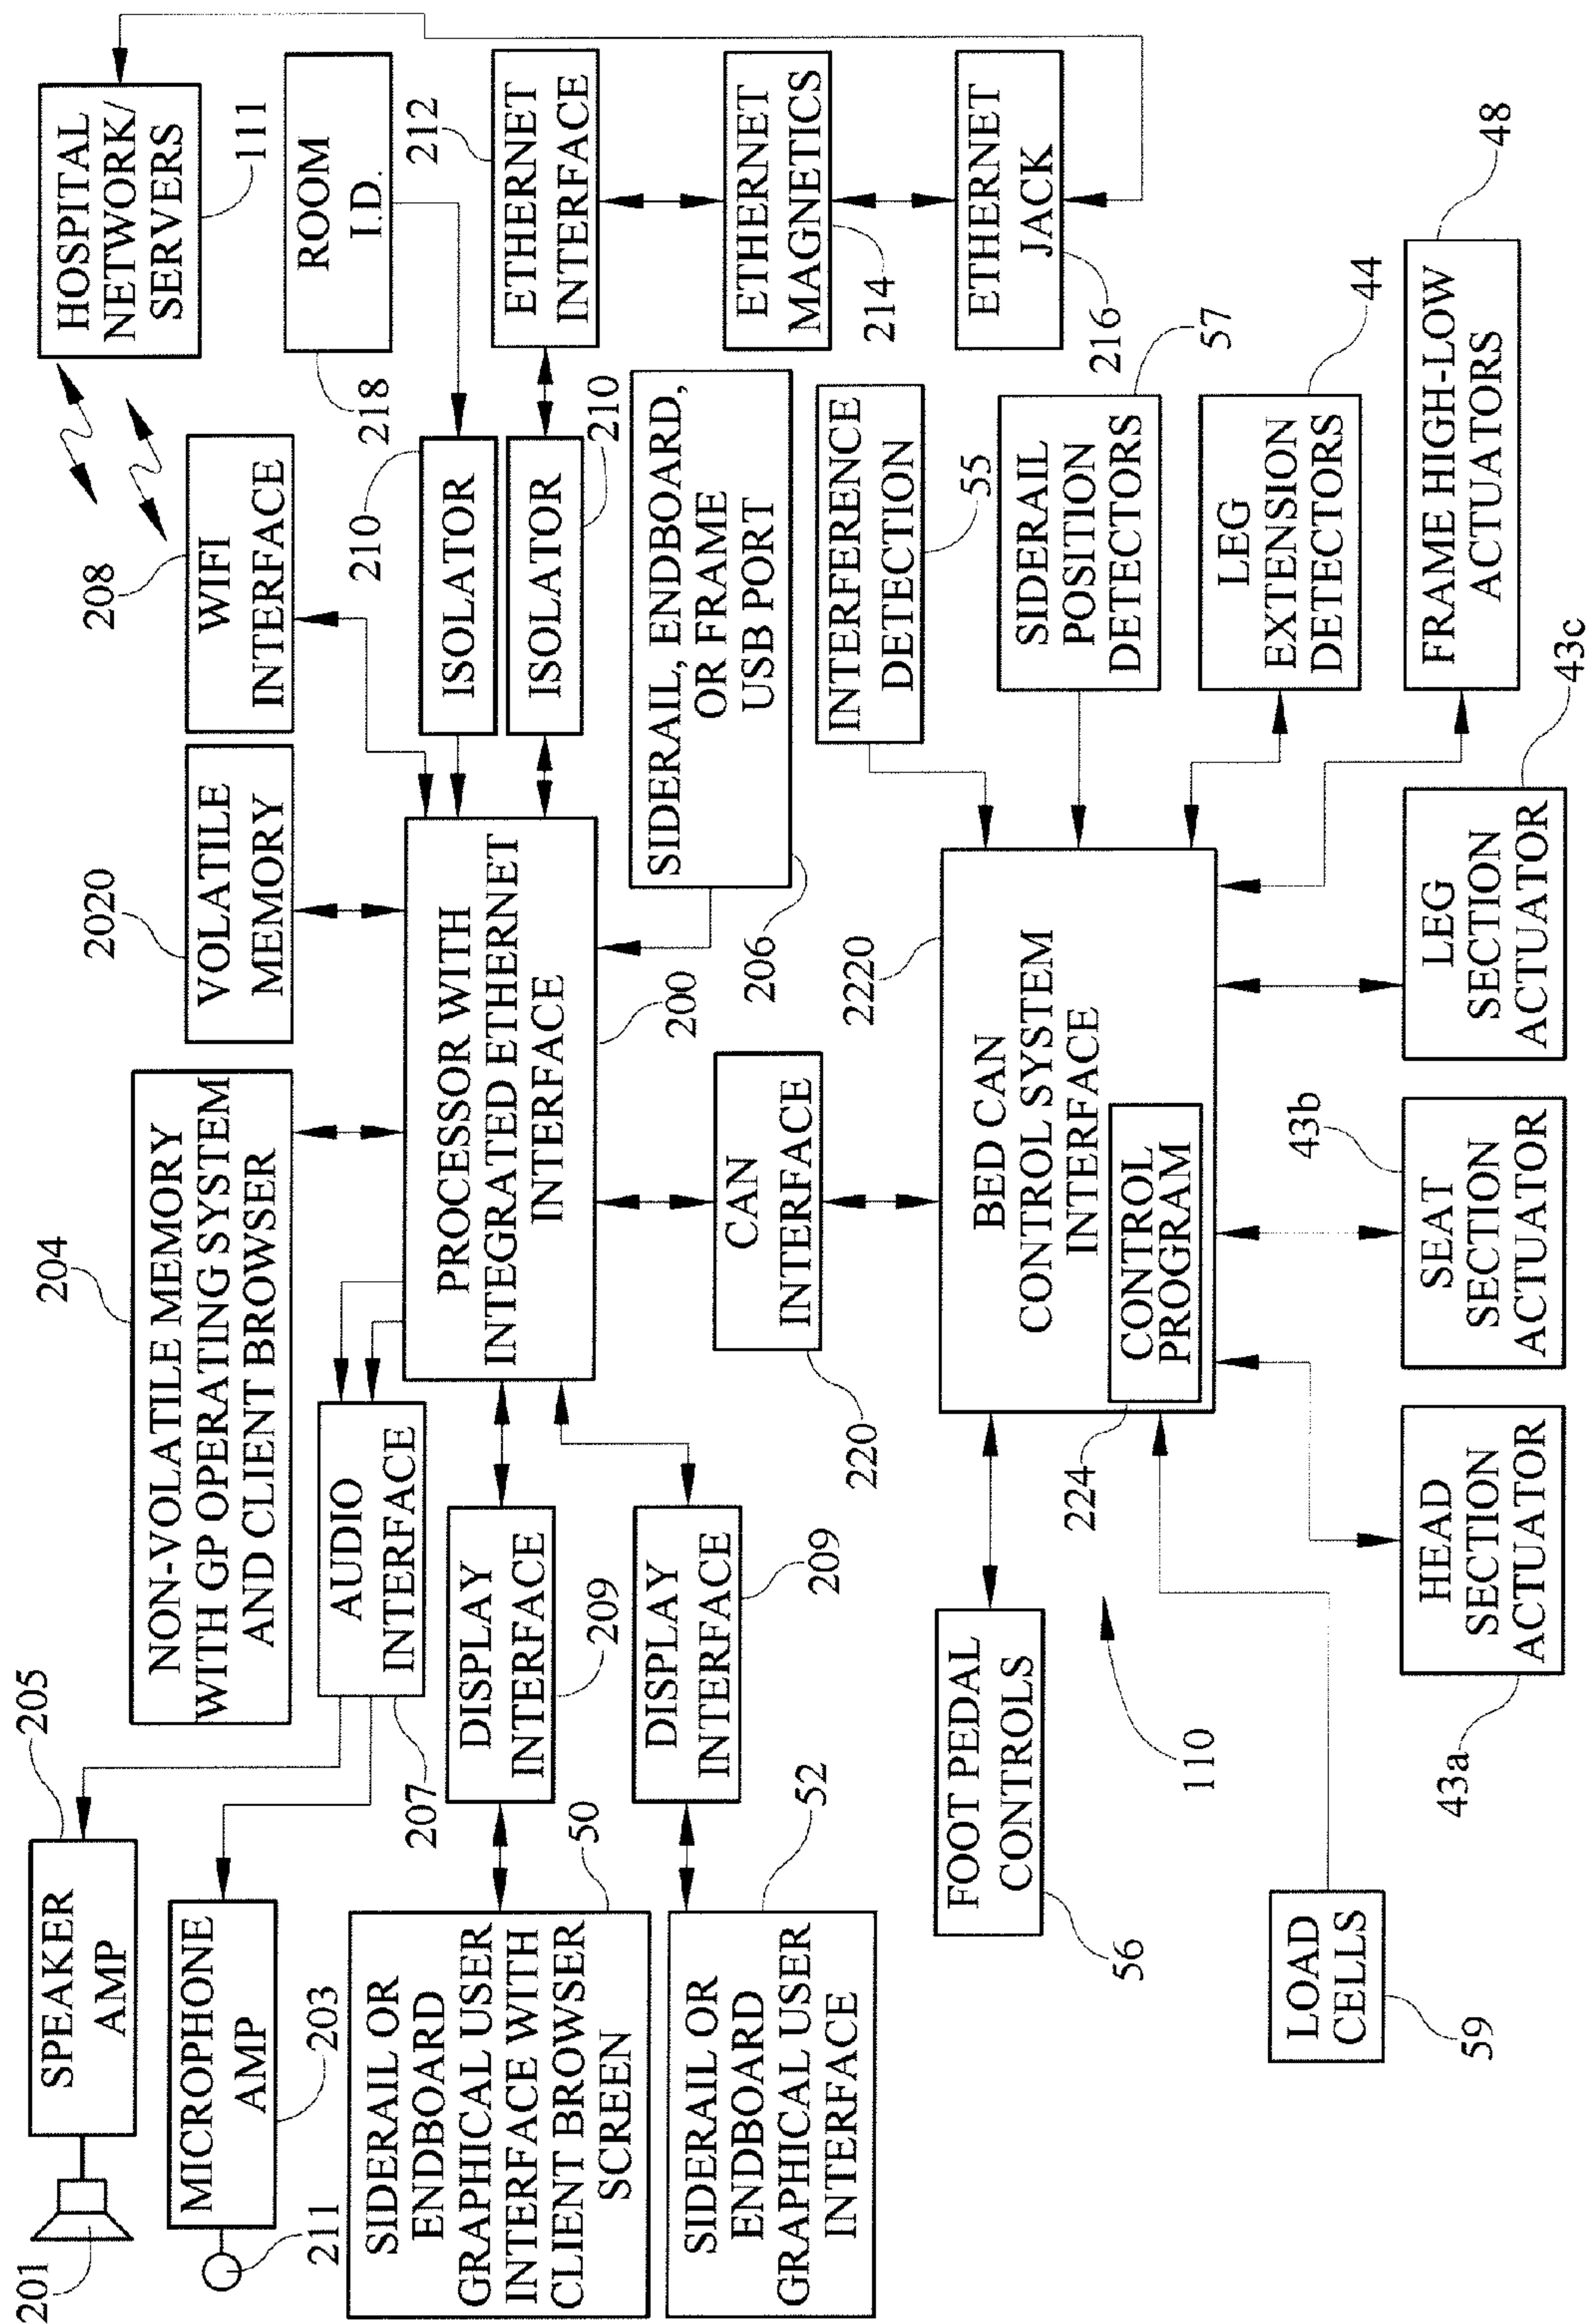 201
SPEAKER
AMP
205
211
MICROPHONE
AMP
203
SIDERAIL OR
ENDBOARD
GRAPHICAL USER
INTERFACE WITH
CLIENT BROWSER
SCREEN
50
SIDERAIL OR
ENDBOARD
GRAPHICAL USER
INTERFACE
52
204
NON-VOLATILE MEMORY
WITH GP OPERATING SYSTEM
AND CLIENT BROWSER
AUDIO
INTERFACE
207
DISPLAY
INTERFACE
209
DISPLAY
INTERFACE
209
2020
VOLATILE
MEMORY
208
WIFI
INTERFACE
HOSPITAL
NETWORK/
SERVERS
111
ROOM
I.D.
218
210
ISOLATOR
ISOLATOR
210
212
ETHERNET
INTERFACE
ETHERNET
MAGNETICS
214
ETHERNET
JACK
216
PROCESSOR WITH
INTEGRATED ETHERNET
INTERFACE
200
SIDERAIL, ENDBOARD,
OR FRAME
USB PORT
206
CAN
INTERFACE
220
FOOT PEDAL
CONTROLS
56
110
LOAD
CELLS
59
BED CAN
CONTROL SYSTEM
INTERFACE
2220
CONTROL
PROGRAM
224
INTERFERENCE
DETECTION
55
SIDERAIL
POSITION
DETECTORS
57
LEG
EXTENSION
DETECTORS
44
FRAME HIGH-LOW
ACTUATORS
48
HEAD
SECTION
ACTUATOR
43a
SEAT
SECTION
ACTUATOR
43b
LEG
SECTION
ACTUATOR
43c